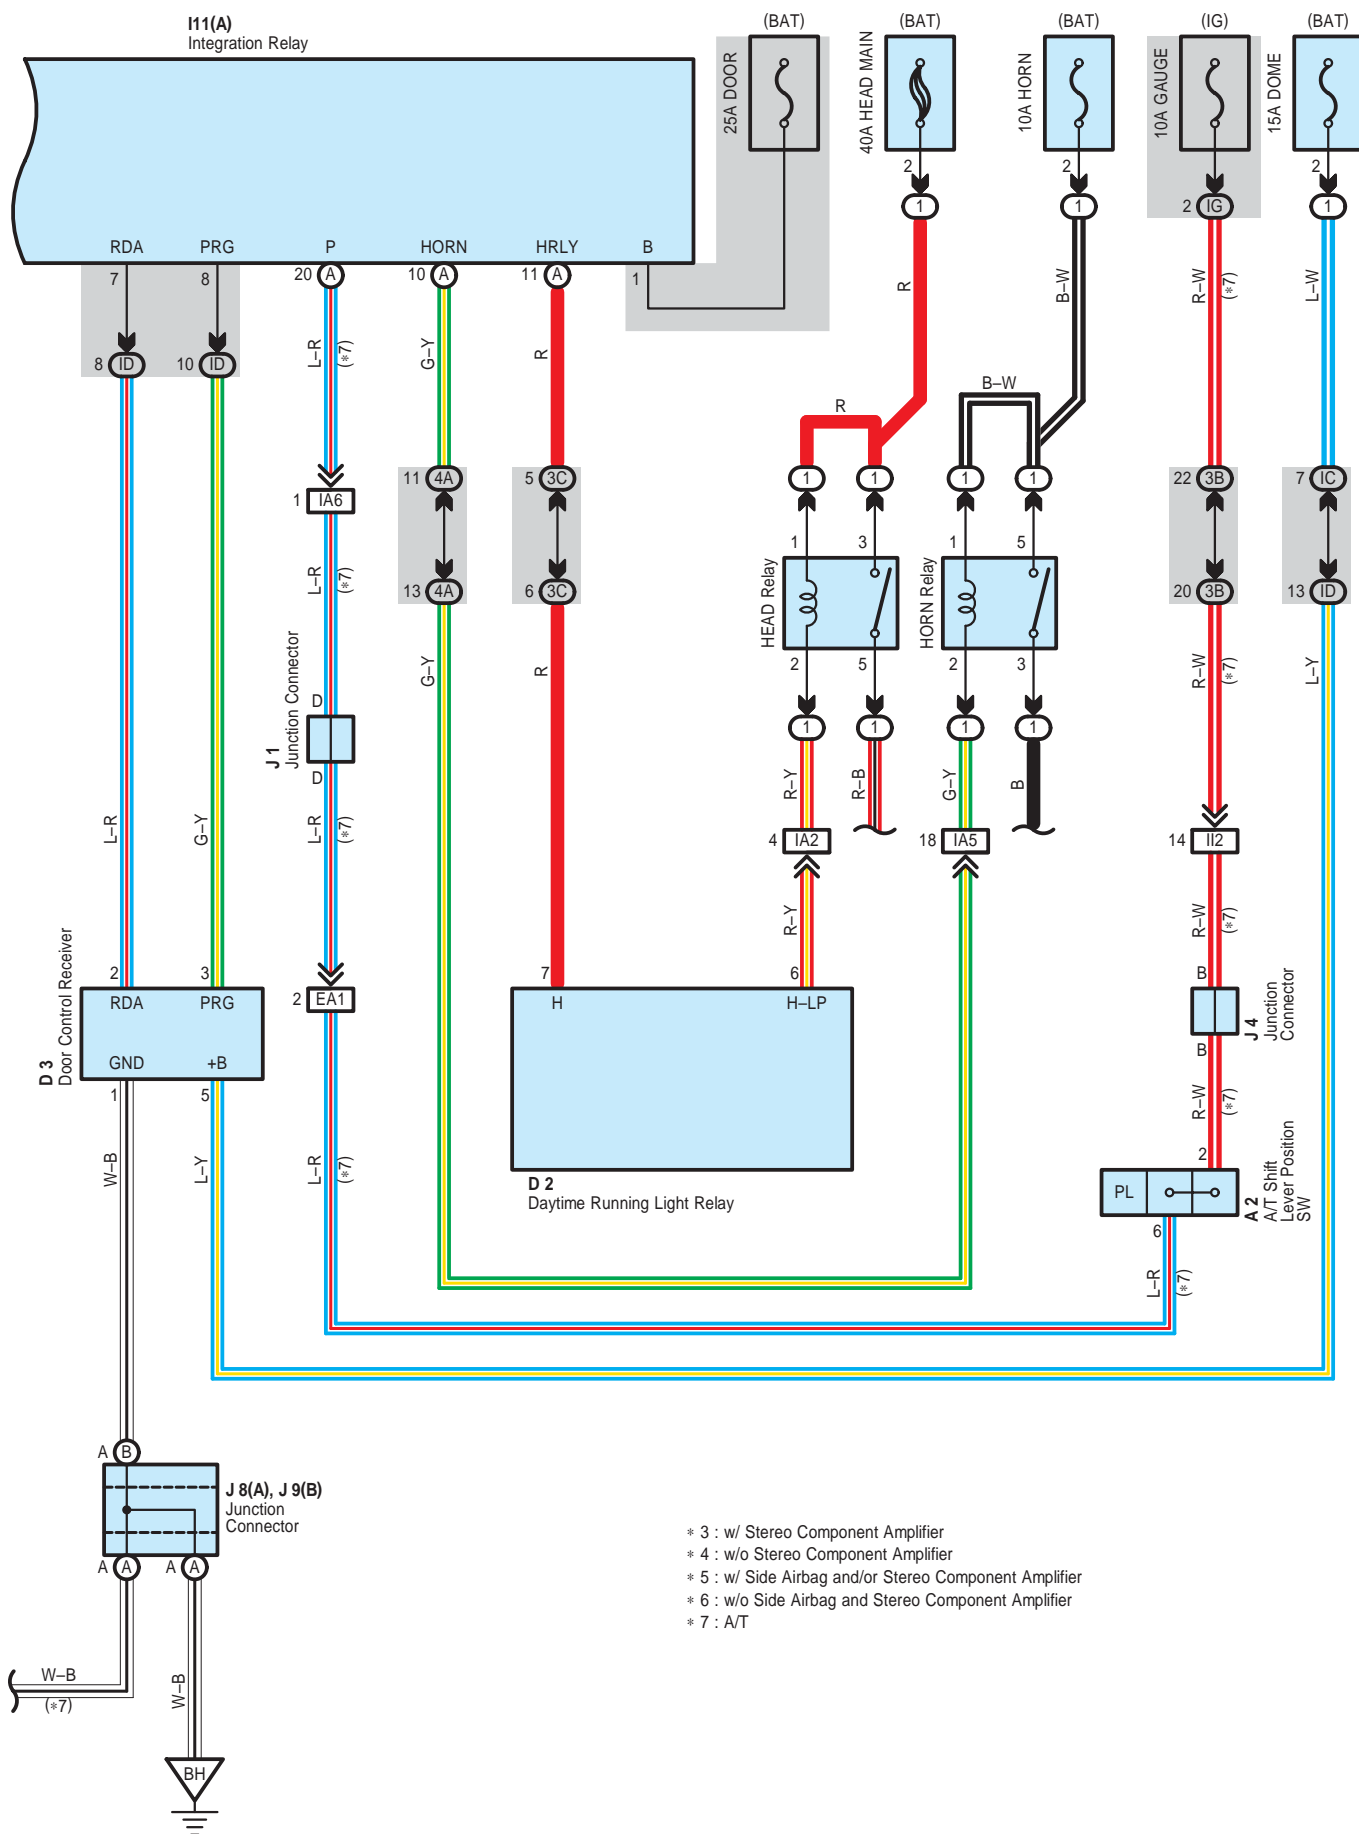 I11(A)
Integration Relay
(BAT)
(BAT)
(BAT)
(IG)
(BAT)
25A DOOR
40A HEAD MAIN
10A HORN
10A GAUGE
15A DOME
2
2
2
1
1
2 IG
1
RDA
PRG
P
HORN
HRLY
B
7
8
20 A
10 A
11 A
1
8 ID
10 ID
L–R
(*7)
G–Y
R
R
B–W
R–W
(*7)
L–W
R
B–W
1 IA6
11 4A
5 3C
1
1
1
1
22 3B
7 IC
1
3
1
5
L–R
(*7)
HEAD Relay
HORN Relay
13 4A
6 3C
20 3B
13 ID
2
5
2
3
G–Y
R
R–W
(*7)
L–Y
D
J 1
Junction Connector
D
1
1
1
1
R–Y
R–B
G–Y
B
L–R
G–Y
L–R
(*7)
4 IA2
18 IA5
14 II2
R–Y
R–W
(*7)
2
3
2 EA1
7
6
B
D 3
Door Control Receiver
RDA
PRG
H
H–LP
J 4
Junction
Connector
GND
+B
B
1
5
R–W
(*7)
W–B
L–Y
L–R
(*7)
D 2
Daytime Running Light Relay
2
PL
A 2
A/T Shift
Lever Position
SW
6
L–R
(*7)
A B
J 8(A), J 9(B)
Junction
Connector
A A
A A
* 3 : w/ Stereo Component Amplifier
* 4 : w/o Stereo Component Amplifier
* 5 : w/ Side Airbag and/or Stereo Component Amplifier
* 6 : w/o Side Airbag and Stereo Component Amplifier
* 7 : A/T
W–B
(*7)
W–B
BH